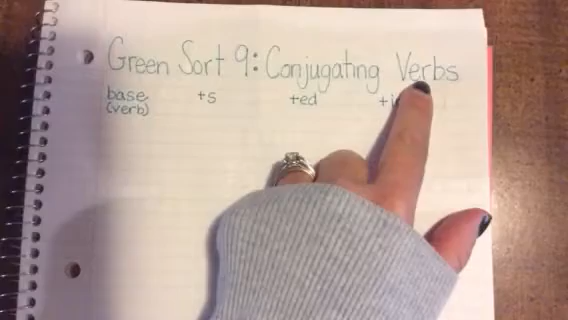 Green Sort 9: Conjugating Verbs
base +s +ed
(verb)